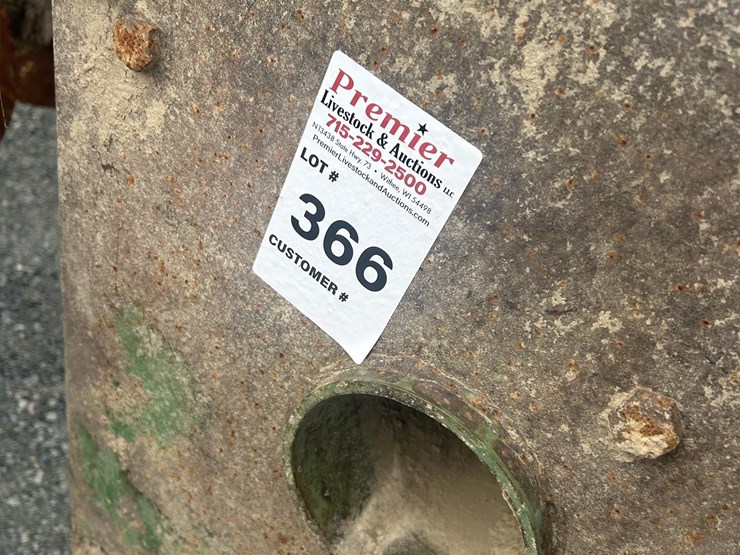 Premier
Livestock & Auctions LLC
715-229-2500
N13438 State Hwy. 73 • Withee, WI 54498
PremierLivestockandAuctions.com
LOT #
366
CUSTOMER #